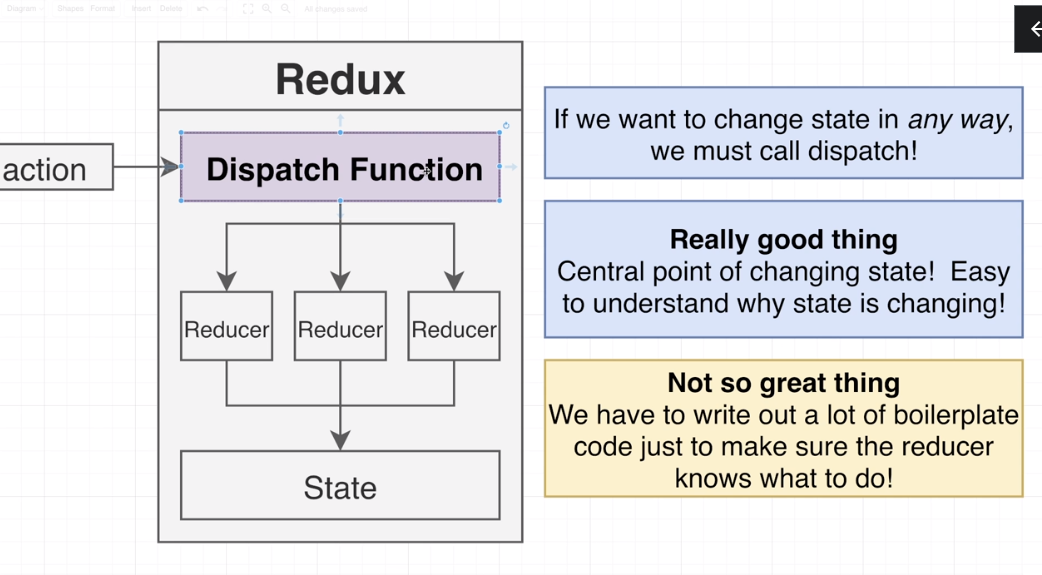 Diagram
Shapes Format Insert Delete All changes saved
Redux
action
Dispatch Function
Reducer Reducer Reducer
State
If we want to change state in any way,
we must call dispatch!
Really good thing
Central point of changing state! Easy
to understand why state is changing!
Not so great thing
We have to write out a lot of boilerplate
code just to make sure the reducer
knows what to do!